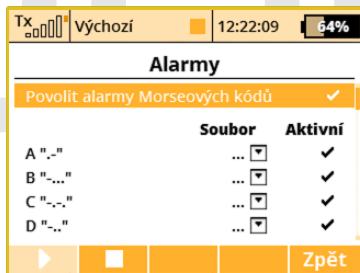 Tx Výchozí 12:22:09 64%
Alarmy
Povolit alarmy Morseových kódů
Soubor Aktivní
A ".-" ...
B "-..." ...
C "-.-." ...
D "-.." ...
Zpět